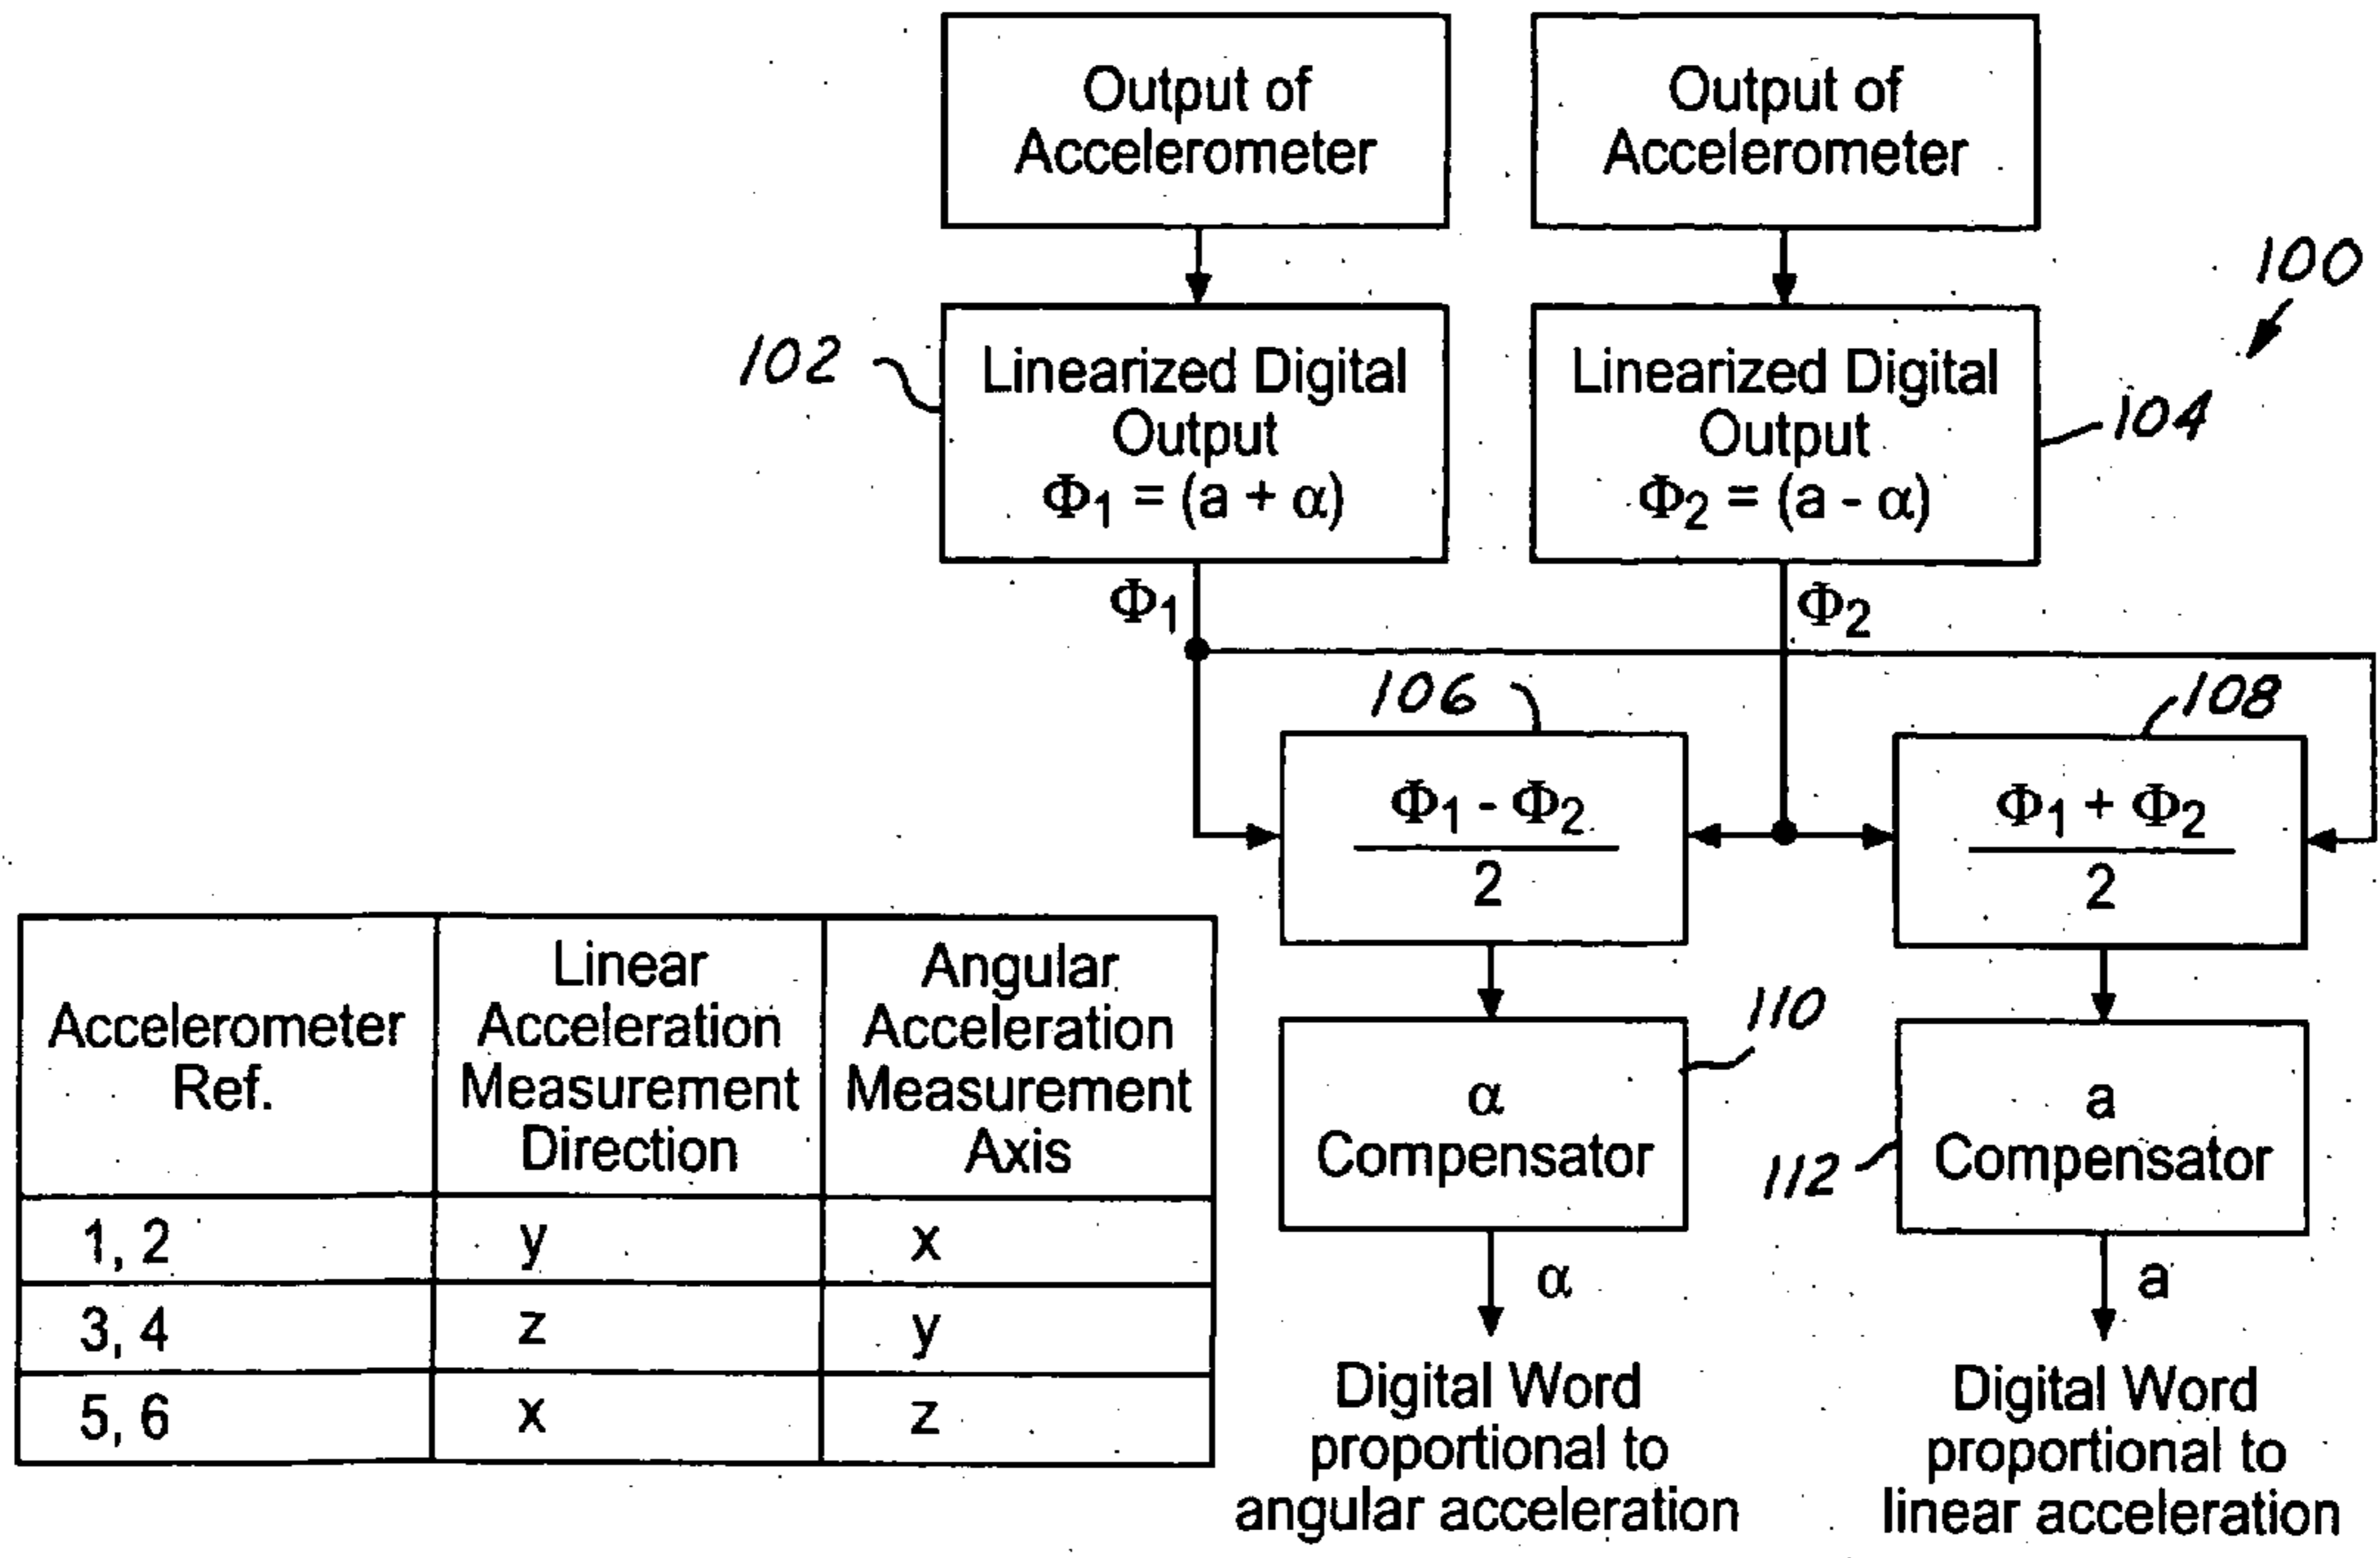 Output of
Accelerometer
Output of
Accelerometer
100
102
Linearized Digital
Output
Φ1 = (a + α)
Linearized Digital
Output
Φ2 = (a - α)
104
Φ1
Φ2
106
108
Φ1 - Φ2
2
Φ1 + Φ2
2
Accelerometer
Ref.
Linear
Acceleration
Measurement
Direction
Angular
Acceleration
Measurement
Axis
1, 2
y
x
3, 4
z
y
5, 6
x
z
110
α
Compensator
112
a
Compensator
α
a
Digital Word
proportional to
angular acceleration
Digital Word
proportional to
linear acceleration